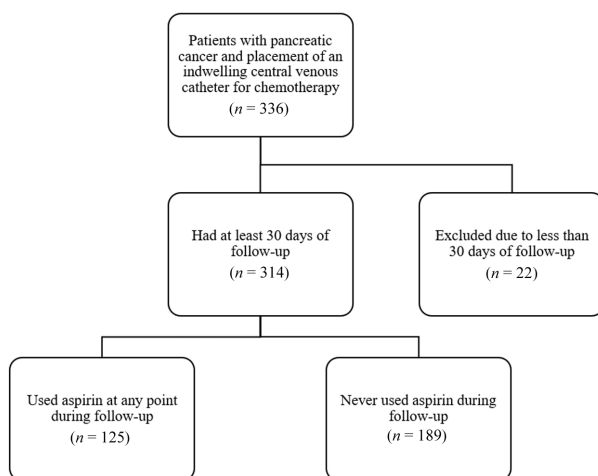 Patients with pancreatic
cancer and placement of an
indwelling central venous
catheter for chemotherapy
(n = 336)
Had at least 30 days of
follow-up
(n = 314)
Excluded due to less than
30 days of follow-up
(n = 22)
Used aspirin at any point
during follow-up
(n = 125)
Never used aspirin during
follow-up
(n = 189)